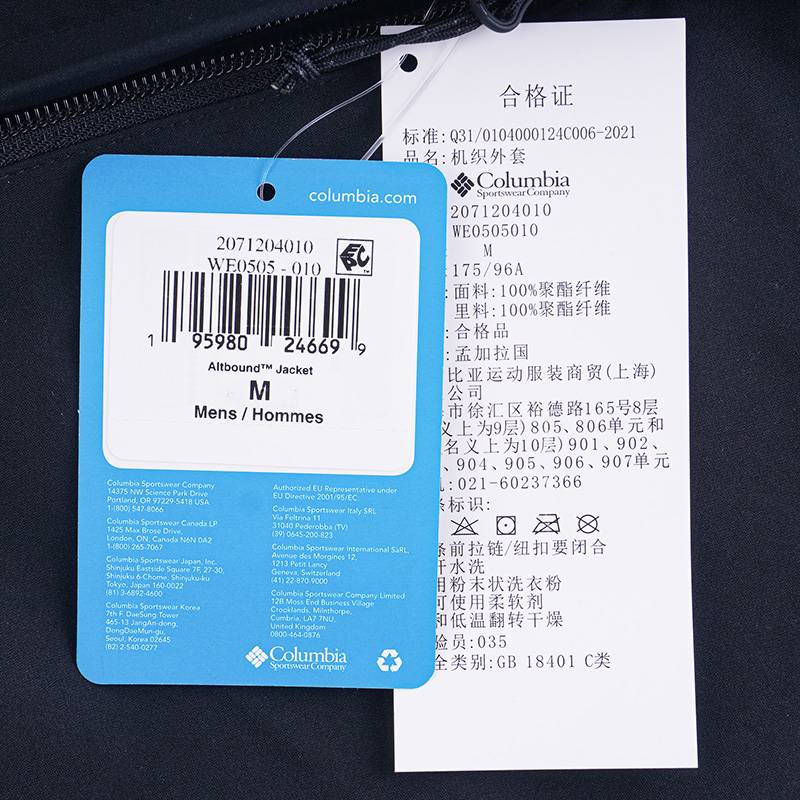 columbia.com
2071204010
WE0505 - 010
EPC™
1 95980 24669 9
Altbound™ Jacket
M
Mens / Hommes
Columbia Sportswear Company
14375 NW Science Park Drive
Portland, OR 97229-5418 USA
1-(800) 547-8066
Columbia Sportswear Canada LP
1425 Max Brose Drive,
London, ON, Canada N6N 0A2
1-(800) 265-7067
Columbia Sportswear Japan, Inc.
Shinjuku Eastside Square 7F, 27-30,
Shinjuku 6-Chome, Shinjuku-ku
Tokyo, Japan 160-0022
(81) 3-6892-4600
Columbia Sportswear Korea
7th F. DaeSung Tower
465-13 JangAn-dong,
DongDaeMun-gu,
Seoul, Korea 02645
(82) 2-540-0277
Authorized EU Representative under
EU Directive 2001/95/EC:
Columbia Sportswear Italy SRL
Via Feltrina 11
31040 Pederobba (TV)
(39) 0645-200-823
Columbia Sportswear International SàRL,
Avenue des Morgines 12,
1213 Petit Lancy
Geneva, Switzerland
(41) 22-870-9000
Columbia Sportswear Company Limited
12B Moss End Business Village
Crooklands, Milnthorpe,
Cumbria, LA7 7NU,
United Kingdom
0800-464-0876
Columbia
Sportswear Company
合格证
标准:Q31/0104000124C006-2021
品名:机织外套
Columbia
Sportswear Company
2071204010
WE0505010
M
:175/96A
:面料:100%聚酯纤维
里料:100%聚酯纤维
:合格品
:孟加拉国
比亚运动服装商贸(上海)
公司
市徐汇区裕德路165号8层
义上为9层)805、806单元和
名义上为10层)901、902、
、904、905、906、907单元
:021-60237366
标识:
前拉链/纽扣要闭合
水洗
用粉末状洗衣粉
可使用柔软剂
和低温翻转干燥
验员:035
全类别:GB 18401 C类